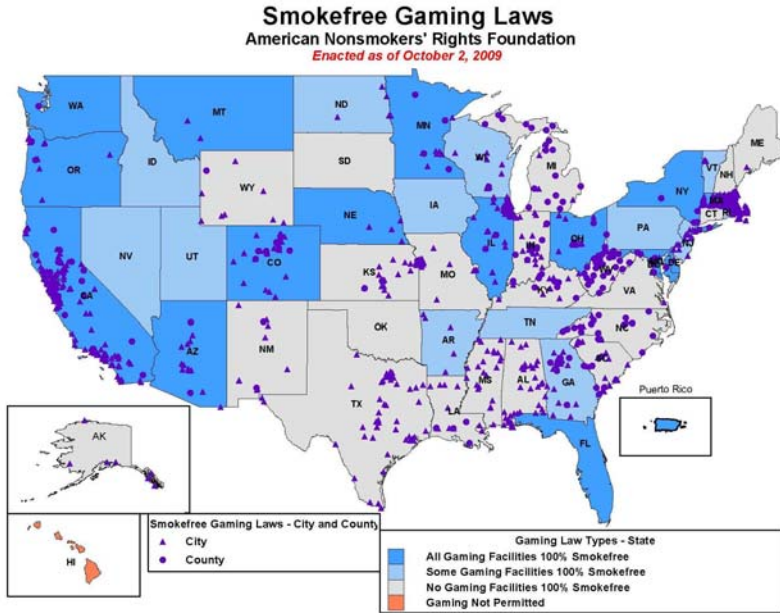 Smokefree Gaming Laws
American Nonsmokers' Rights Foundation
Enacted as of October 2, 2009
WA
MT
ND
MN
ME
OR
ID
WY
SD
WI
MI
VT
NH
NY
MA
CT
RI
NV
UT
CO
NE
IA
IL
IN
OH
PA
NJ
DE
CA
KS
MO
KY
WV
VA
AZ
NM
OK
AR
TN
NC
SC
TX
LA
MS
AL
GA
FL
Puerto Rico
AK
HI
Smokefree Gaming Laws - City and County
City
County
Gaming Law Types - State
All Gaming Facilities 100% Smokefree
Some Gaming Facilities 100% Smokefree
No Gaming Facilities 100% Smokefree
Gaming Not Permitted